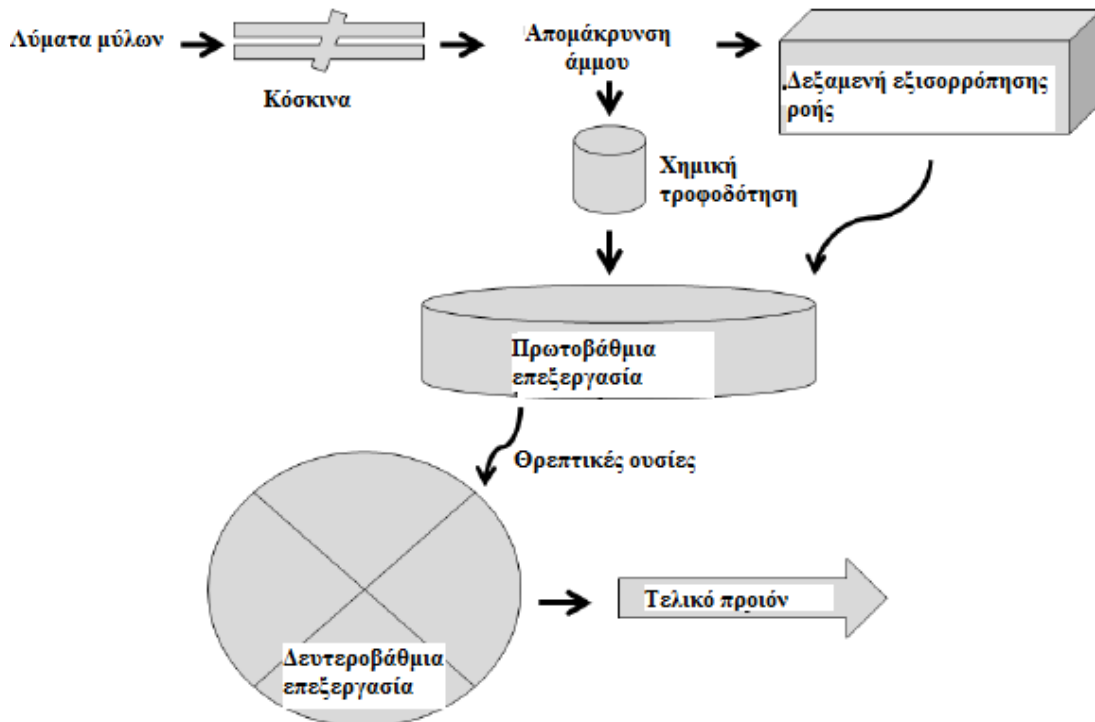 Λύματα μύλων
Κόσκινα
Απομάκρυνση
άμμου
.Δεξαμενή εξισορρόπησης
ροής
Χημική
τροφοδότηση
Πρωτοβάθμια
επεξεργασία
Θρεπτικές ουσίες
Δευτεροβάθμια
επεξεργασία
Τελικό προιόν